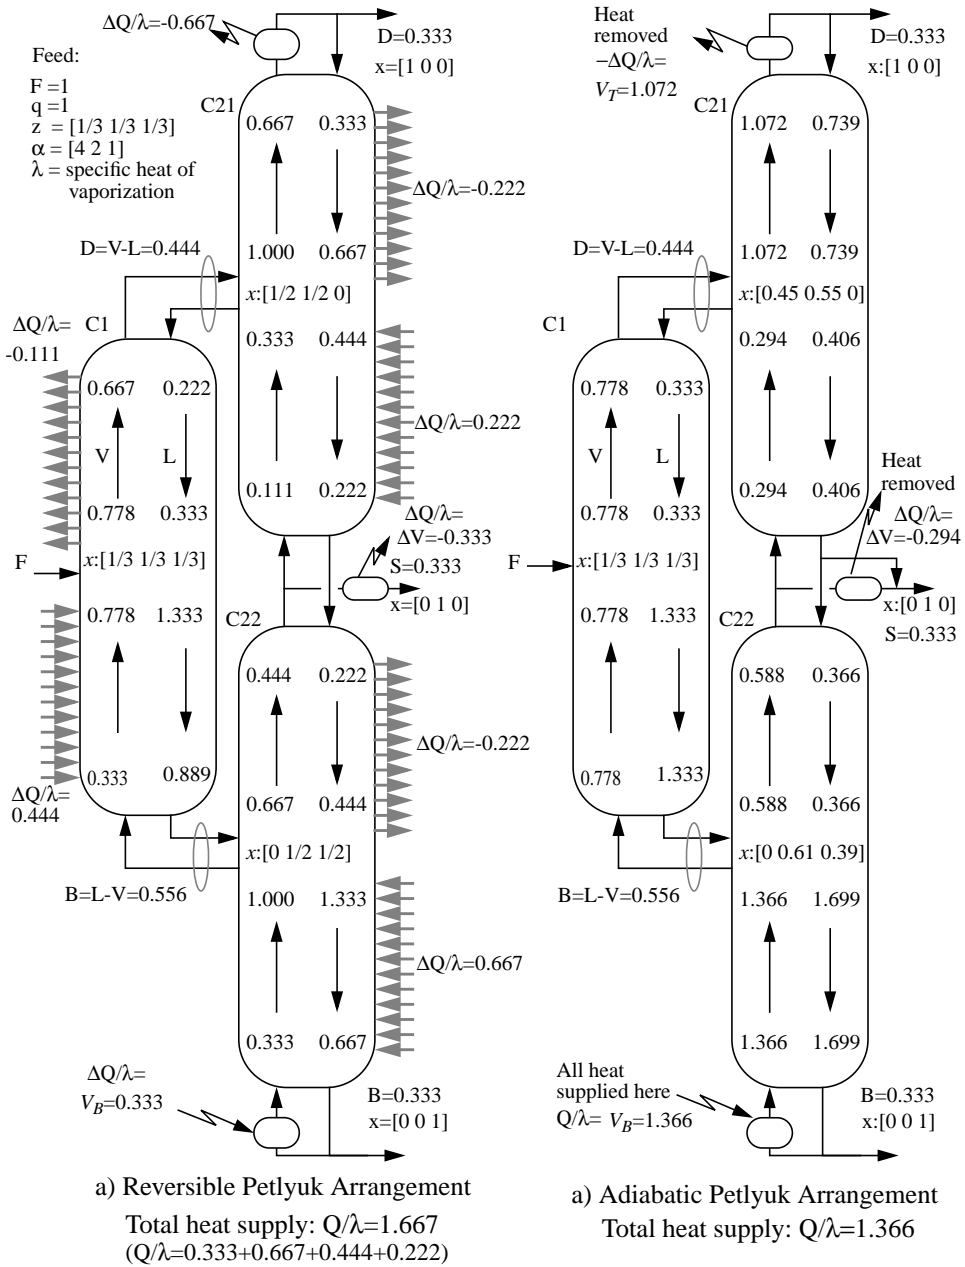 ΔQ/λ=-0.667
D=0.333
x=[1 0 0]
Feed:
F=1
q =1
z = [1/3 1/3 1/3]
α = [4 2 1]
λ = specific heat of
vaporization
C21
0.667 0.333
ΔQ/λ=-0.222
1.000 0.667
D=V-L=0.444
x:[1/2 1/2 0]
ΔQ/λ=
-0.111
C1
0.333 0.444
0.667 0.222
ΔQ/λ=0.222
V L
0.111 0.222
0.778 0.333
ΔQ/λ=
ΔV=-0.333
S=0.333
F
x:[1/3 1/3 1/3]
x=[0 1 0]
0.778 1.333
C22
0.444 0.222
ΔQ/λ=-0.222
0.333 0.889
ΔQ/λ=
0.444
0.667 0.444
x:[0 1/2 1/2]
B=L-V=0.556
1.000 1.333
ΔQ/λ=0.667
0.333 0.667
ΔQ/λ=
VB=0.333
B=0.333
x=[0 0 1]
a) Reversible Petlyuk Arrangement
Total heat supply: Q/λ=1.667
(Q/λ=0.333+0.667+0.444+0.222)
Heat
removed
−ΔQ/λ=
VT=1.072
D=0.333
x:[1 0 0]
C21
1.072 0.739
1.072 0.739
D=V-L=0.444
x:[0.45 0.55 0]
C1
0.294 0.406
0.778 0.333
V L
Heat
removed
0.294 0.406
0.778 0.333
ΔQ/λ=
ΔV=-0.294
F
x:[1/3 1/3 1/3]
x:[0 1 0]
S=0.333
0.778 1.333
C22
0.588 0.366
0.778 1.333
0.588 0.366
x:[0 0.61 0.39]
B=L-V=0.556
1.366 1.699
1.366 1.699
All heat
supplied here
Q/λ= VB=1.366
B=0.333
x:[0 0 1]
a) Adiabatic Petlyuk Arrangement
Total heat supply: Q/λ=1.366